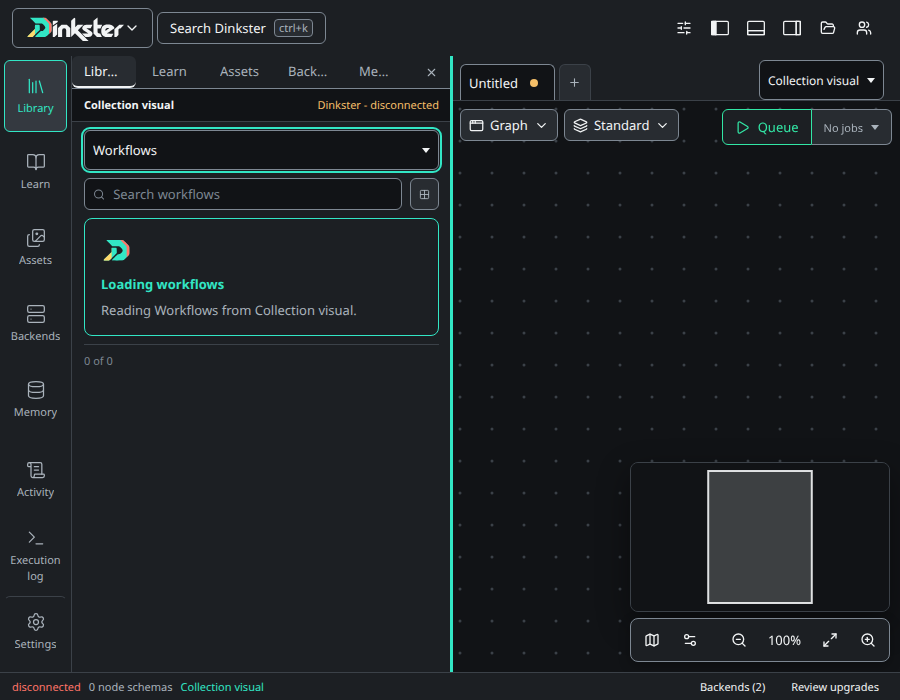 Dinkster
Search Dinkster ctrl+k
Libr... Learn Assets Back... Me...
Untitled
Collection visual
Library
Learn
Assets
Backends
Memory
Activity
Execution
log
Settings
Collection visual Dinkster - disconnected
Workflows
Search workflows
Loading workflows
Reading Workflows from Collection visual.
0 of 0
Graph Standard Queue No jobs
100%
disconnected 0 node schemas Collection visual Backends (2) Review upgrades